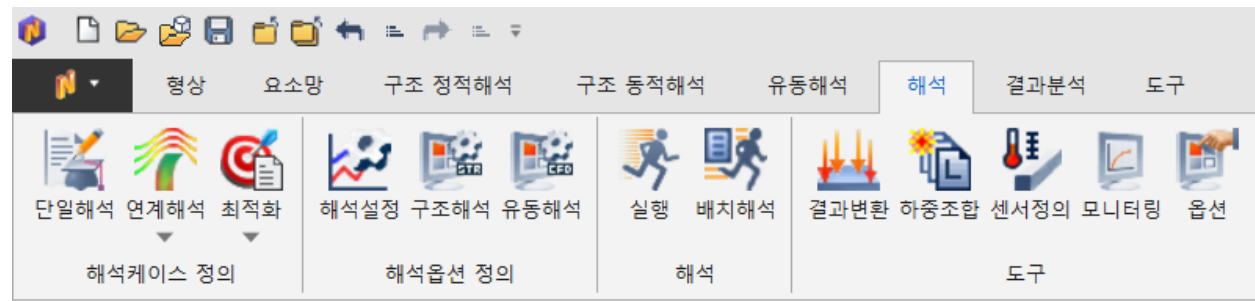 형상 요소망 구조 정적해석 구조 동적해석 유동해석 해석 결과분석 도구
STR CFD
단일해석 연계해석 최적화 해석설정 구조해석 유동해석 실행 배치해석 결과변환 하중조합 센서정의 모니터링 옵션
해석케이스 정의 해석옵션 정의 해석 도구